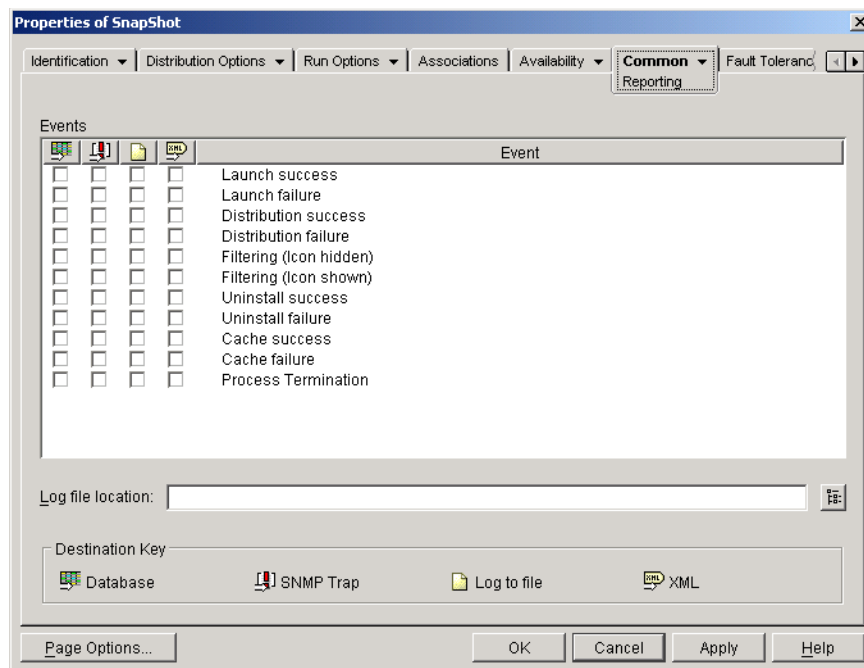 Properties of SnapShot
Identification Distribution Options Run Options Associations Availability Common Fault Toleranc
Reporting
Events
XML Event
Launch success
Launch failure
Distribution success
Distribution failure
Filtering (Icon hidden)
Filtering (Icon shown)
Uninstall success
Uninstall failure
Cache success
Cache failure
Process Termination
Log file location:
Destination Key
Database SNMP Trap Log to file XML XML
Page Options... OK Cancel Apply Help